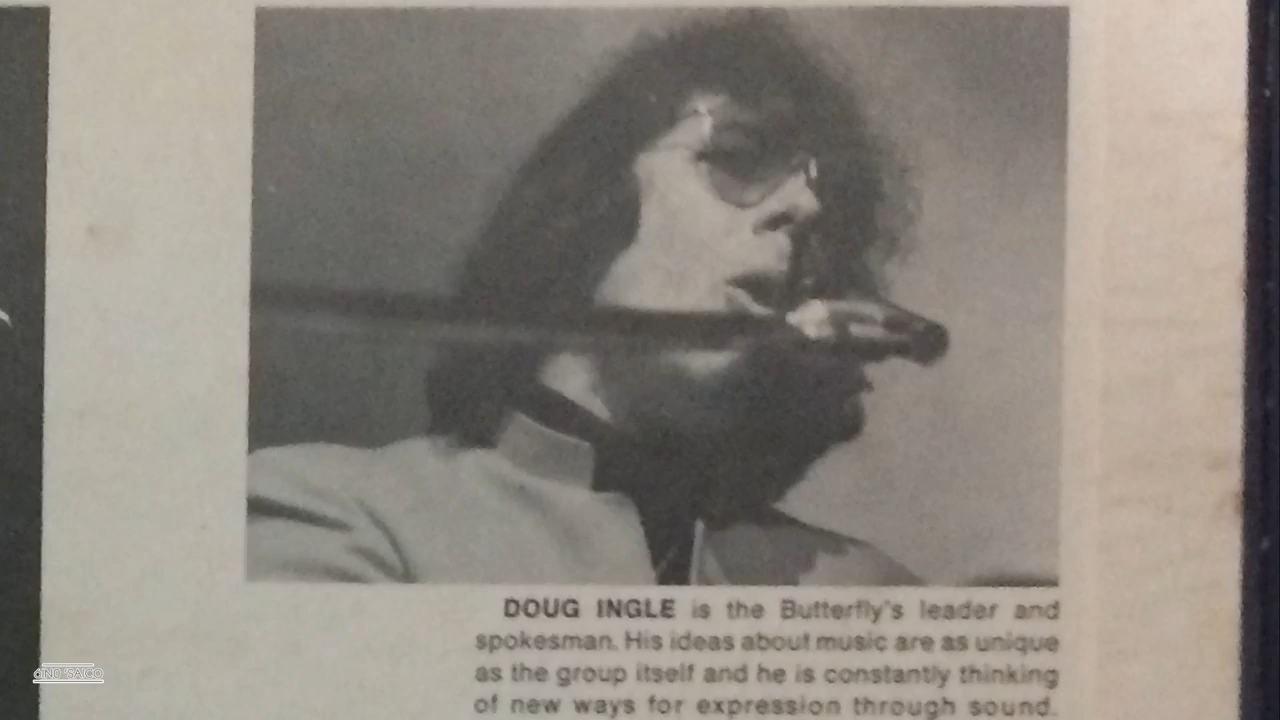 DOUG INGLE is the Butterfly's leader and
spokesman. His ideas about music are as unique
as the group itself and he is constantly thinking
of new ways for expression through sound.